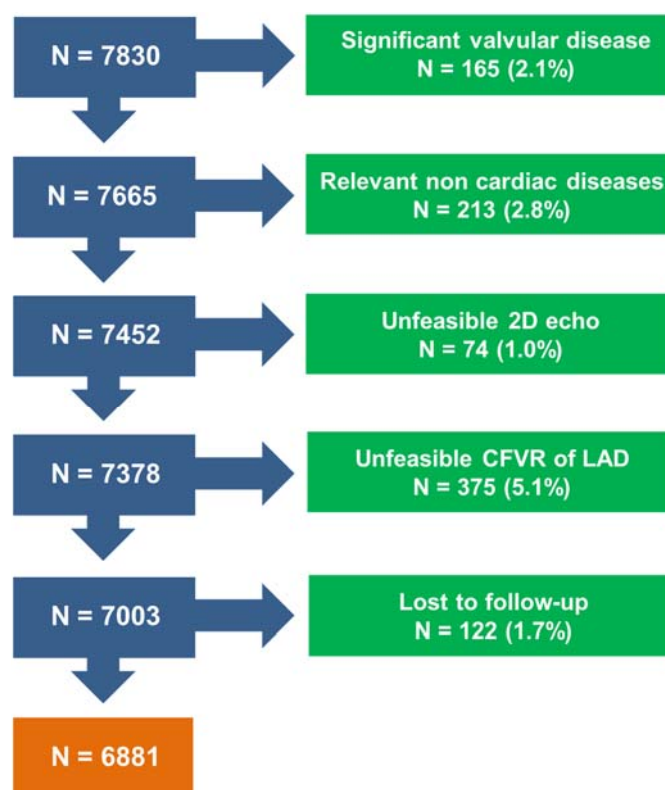 N = 7830
Significant valvular disease
N = 165 (2.1%)
N = 7665
Relevant non cardiac diseases
N = 213 (2.8%)
N = 7452
Unfeasible 2D echo
N = 74 (1.0%)
N = 7378
Unfeasible CFVR of LAD
N = 375 (5.1%)
N = 7003
Lost to follow-up
N = 122 (1.7%)
N = 6881